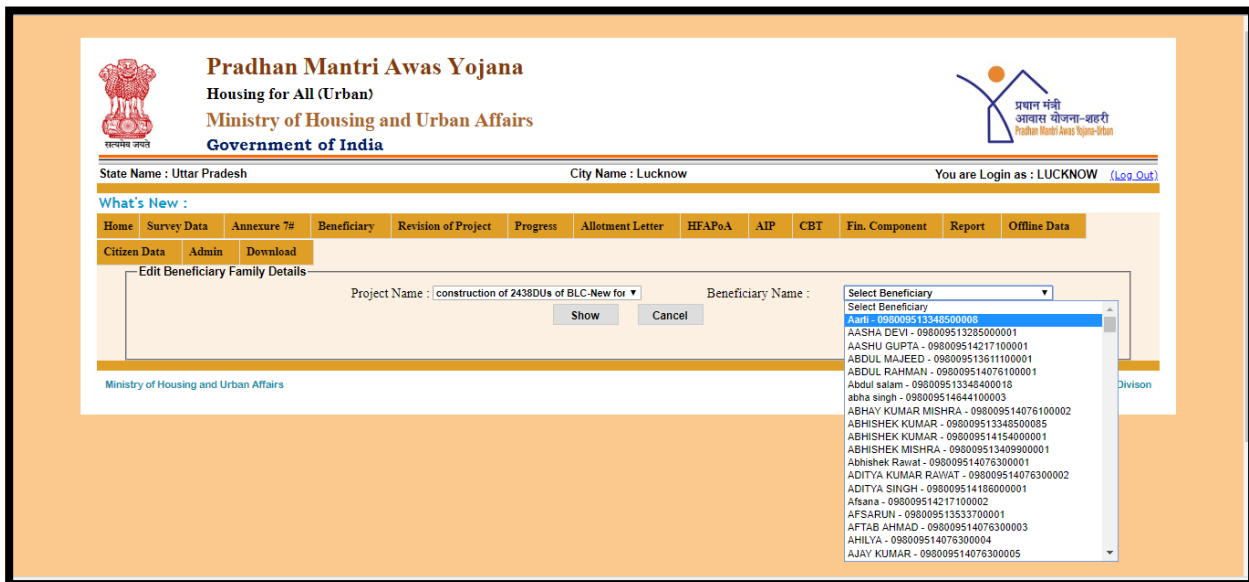 Pradhan Mantri Awas Yojana
Housing for All (Urban)
Ministry of Housing and Urban Affairs
Government of India
सत्यमेव जयते
प्रधान मंत्री
आवास योजना-शहरी
Pradhan Mantri Awas Yojana-Urban
State Name : Uttar Pradesh City Name : Lucknow You are Login as : LUCKNOW (Log Out)
What's New :
Home Survey Data Annexure 7# Beneficiary Revision of Project Progress Allotment Letter HFAPoA AIP CBT Fin. Component Report Offline Data
Citizen Data Admin Download
Edit Beneficiary Family Details
Project Name : construction of 2438DUs of BLC-New for Beneficiary Name : Select Beneficiary
Show Cancel
Select Beneficiary
Aarti - 098009513348500008
AASHA DEVI - 098009513285000001
AASHU GUPTA - 098009514217100001
ABDUL MAJEED - 098009513611100001
ABDUL RAHMAN - 098009514076100001
Abdul salam - 098009513348400018
abha singh - 098009514644100003
ABHAY KUMAR MISHRA - 098009514076100002
ABHISHEK KUMAR - 098009513348500085
ABHISHEK KUMAR - 098009514154000001
ABHISHEK MISHRA - 098009513409900001
Abhishek Rawat - 098009514076300001
ADITYA KUMAR RAWAT - 098009514076300002
ADITYA SINGH - 098009514186000001
Afsana - 098009514217100002
AFSARUN - 098009513533700001
AFTAB AHMAD - 098009514076300003
AHILYA - 098009514076300004
AJAY KUMAR - 098009514076300005
Ministry of Housing and Urban Affairs Divison